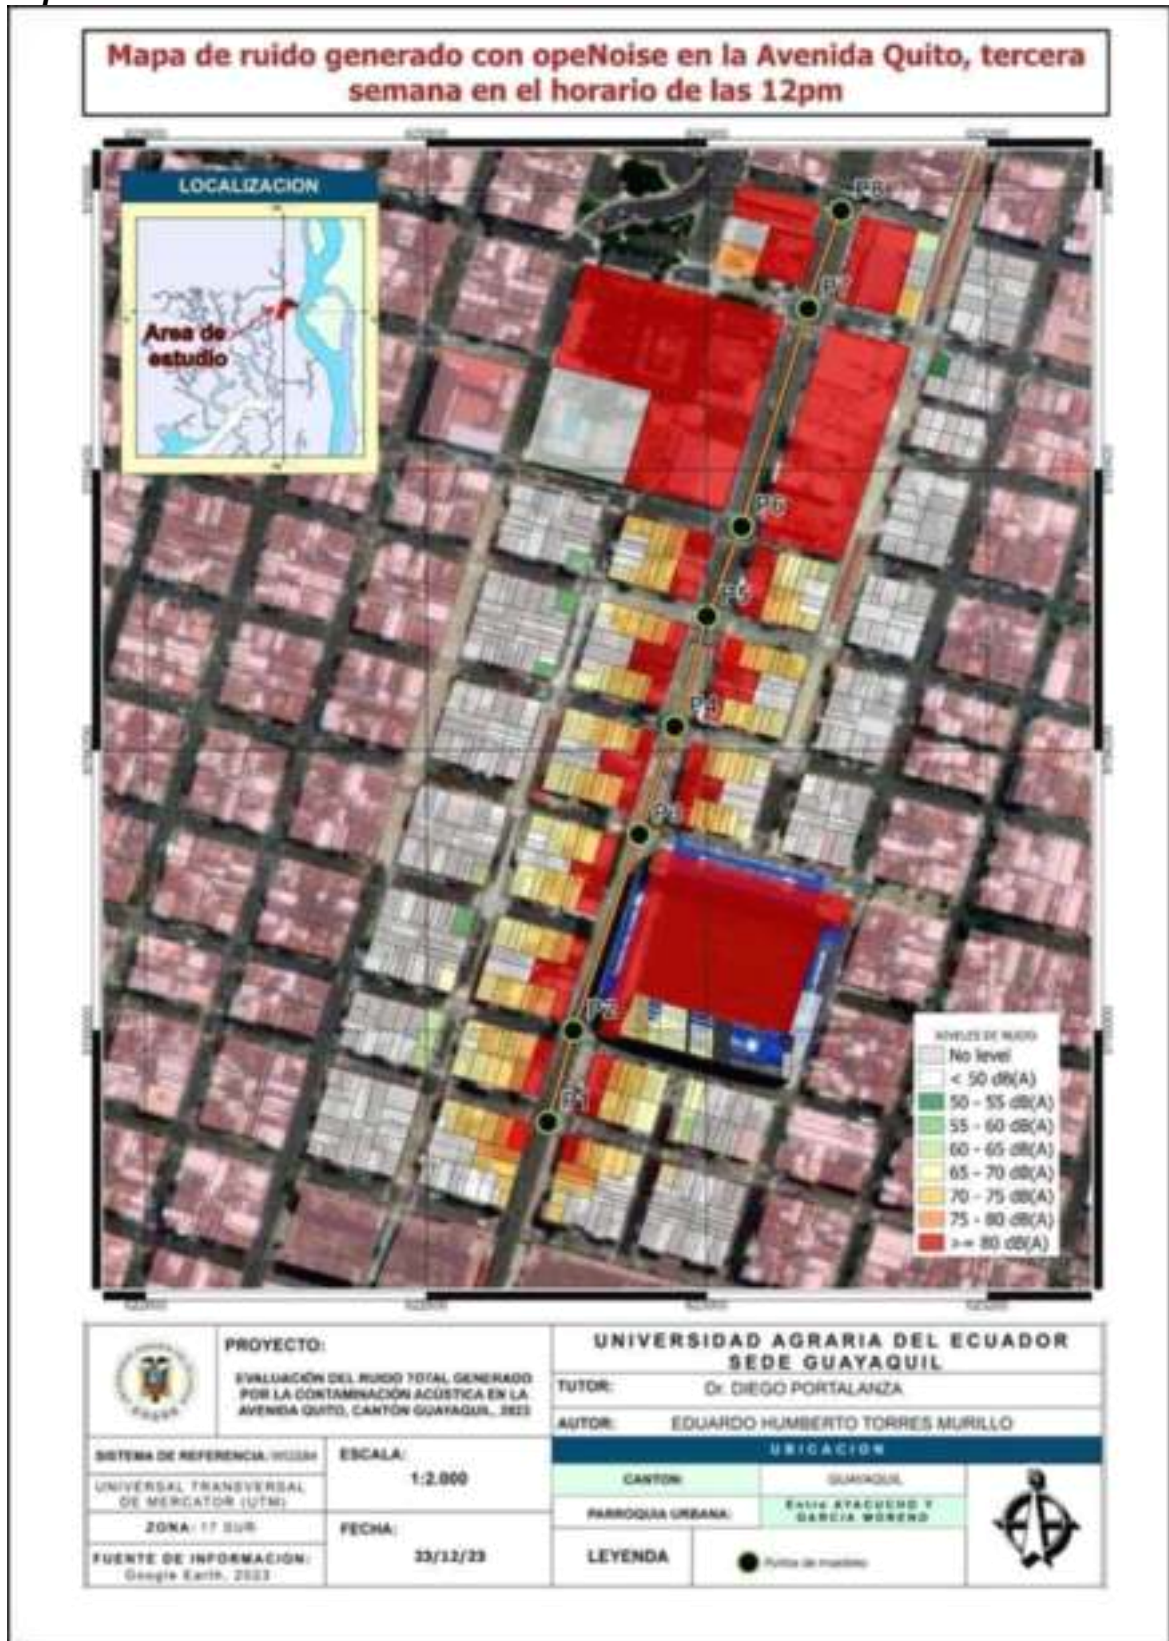 Mapa de ruido generado con opeNoise en la Avenida Quito, tercera
semana en el horario de las 12pm
LOCALIZACION
Area de
estudio
P8
P7
P6
P5
P4
P3
P2
P1
NIVELES DE RUIDO
No level
< 50 dB(A)
50 - 55 dB(A)
55 - 60 dB(A)
60 - 65 dB(A)
65 - 70 dB(A)
70 - 75 dB(A)
75 - 80 dB(A)
>= 80 dB(A)
PROYECTO:
EVALUACIÓN DEL RUIDO TOTAL GENERADO
POR LA CONTAMINACIÓN ACÚSTICA EN LA
AVENIDA QUITO, CANTÓN GUAYAQUIL, 2023
UNIVERSIDAD AGRARIA DEL ECUADOR
SEDE GUAYAQUIL
TUTOR: Dr. DIEGO PORTALANZA
AUTOR: EDUARDO HUMBERTO TORRES MURILLO
SISTEMA DE REFERENCIA: WGS84
UNIVERSAL TRANSVERSAL
DE MERCATOR (UTM)
ZONA: 17 SUR
FUENTE DE INFORMACION:
Google Earth, 2023
ESCALA:
1:2.000
FECHA:
23/12/23
UBICACION
CANTON: GUAYAQUIL
PARROQUIA URBANA: Entre AYACUCHO Y
GARCIA MORENO
LEYENDA
Puntos de muestreo